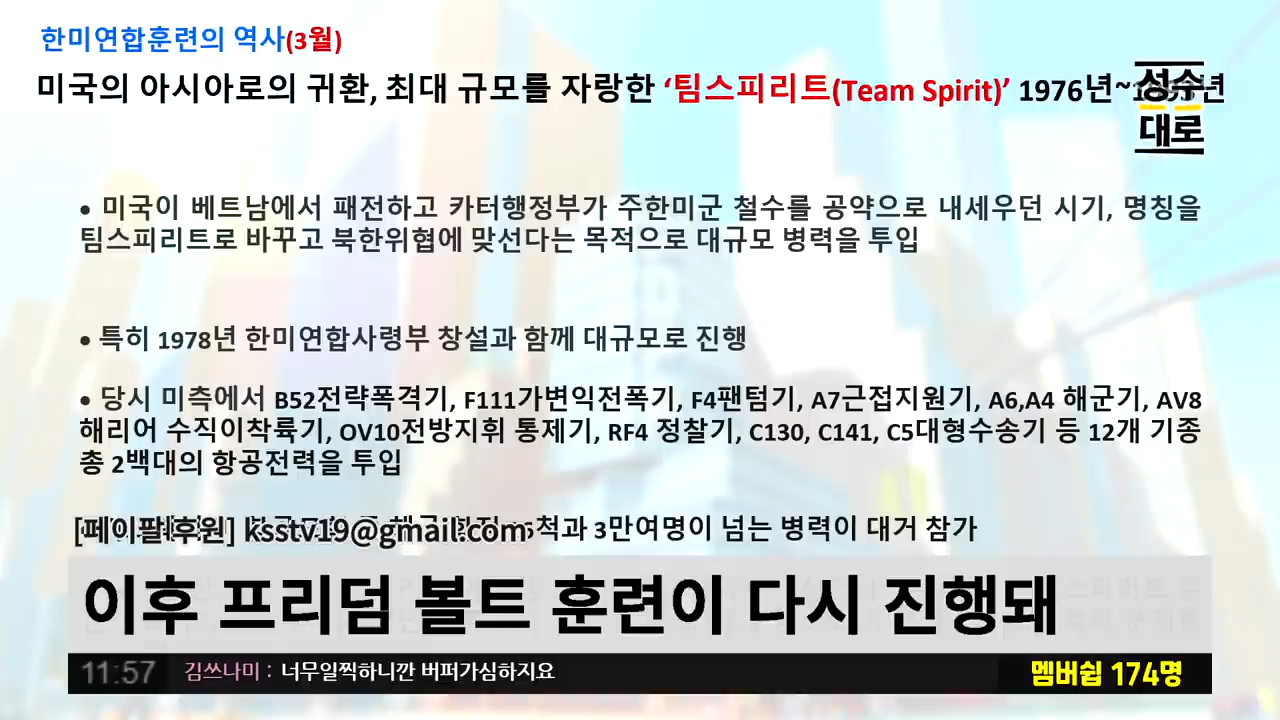 한미연합훈련의 역사(3월)
미국의 아시아로의 귀환, 최대 규모를 자랑한 ‘팀스피리트(Team Spirit)’ 1976년~
성수
대로
• 미국이 베트남에서 패전하고 카터행정부가 주한미군 철수를 공약으로 내세우던 시기, 명칭을
팀스피리트로 바꾸고 북한위협에 맞선다는 목적으로 대규모 병력을 투입
• 특히 1978년 한미연합사령부 창설과 함께 대규모로 진행
• 당시 미측에서 B52전략폭격기, F111가변익전폭기, F4팬텀기, A7근접지원기, A6,A4 해군기, AV8
해리어 수직이착륙기, OV10전방지휘 통제기, RF4 정찰기, C130, C141, C5대형수송기 등 12개 기종
총 2백대의 항공전력을 투입
[페이팔 후원] ksstv19@gmail.com
척과 3만여명이 넘는 병력이 대거 참가
이후 프리덤 볼트 훈련이 다시 진행돼
11:57 김쓰나미 : 너무일찍하니깐 버퍼가심하지요 멤버쉽 174명